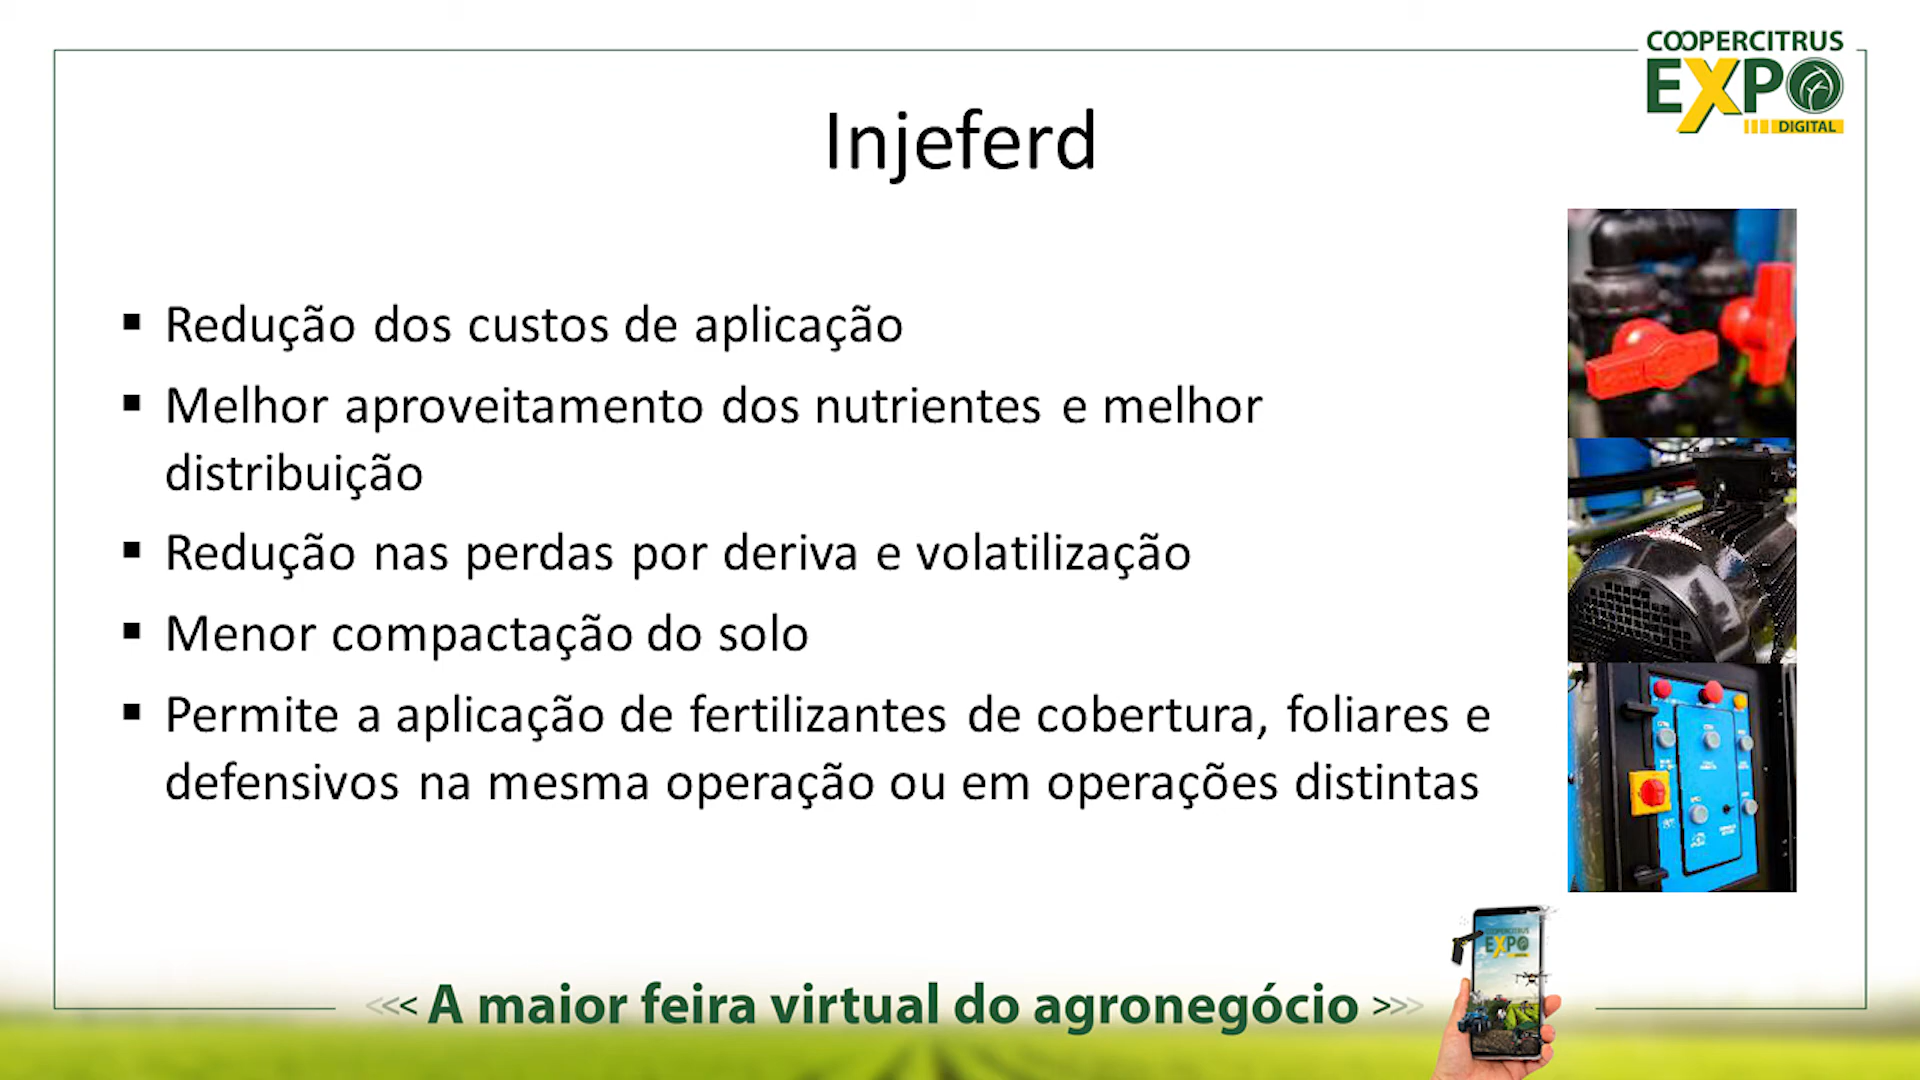 COOPERCITRUS
EXPO
DIGITAL
Injeferd
▪ Redução dos custos de aplicação
▪ Melhor aproveitamento dos nutrientes e melhor
distribuição
▪ Redução nas perdas por deriva e volatilização
▪ Menor compactação do solo
▪ Permite a aplicação de fertilizantes de cobertura, foliares e
defensivos na mesma operação ou em operações distintas
COOPERCITRUS
EXPO
<<< A maior feira virtual do agronegócio >>>